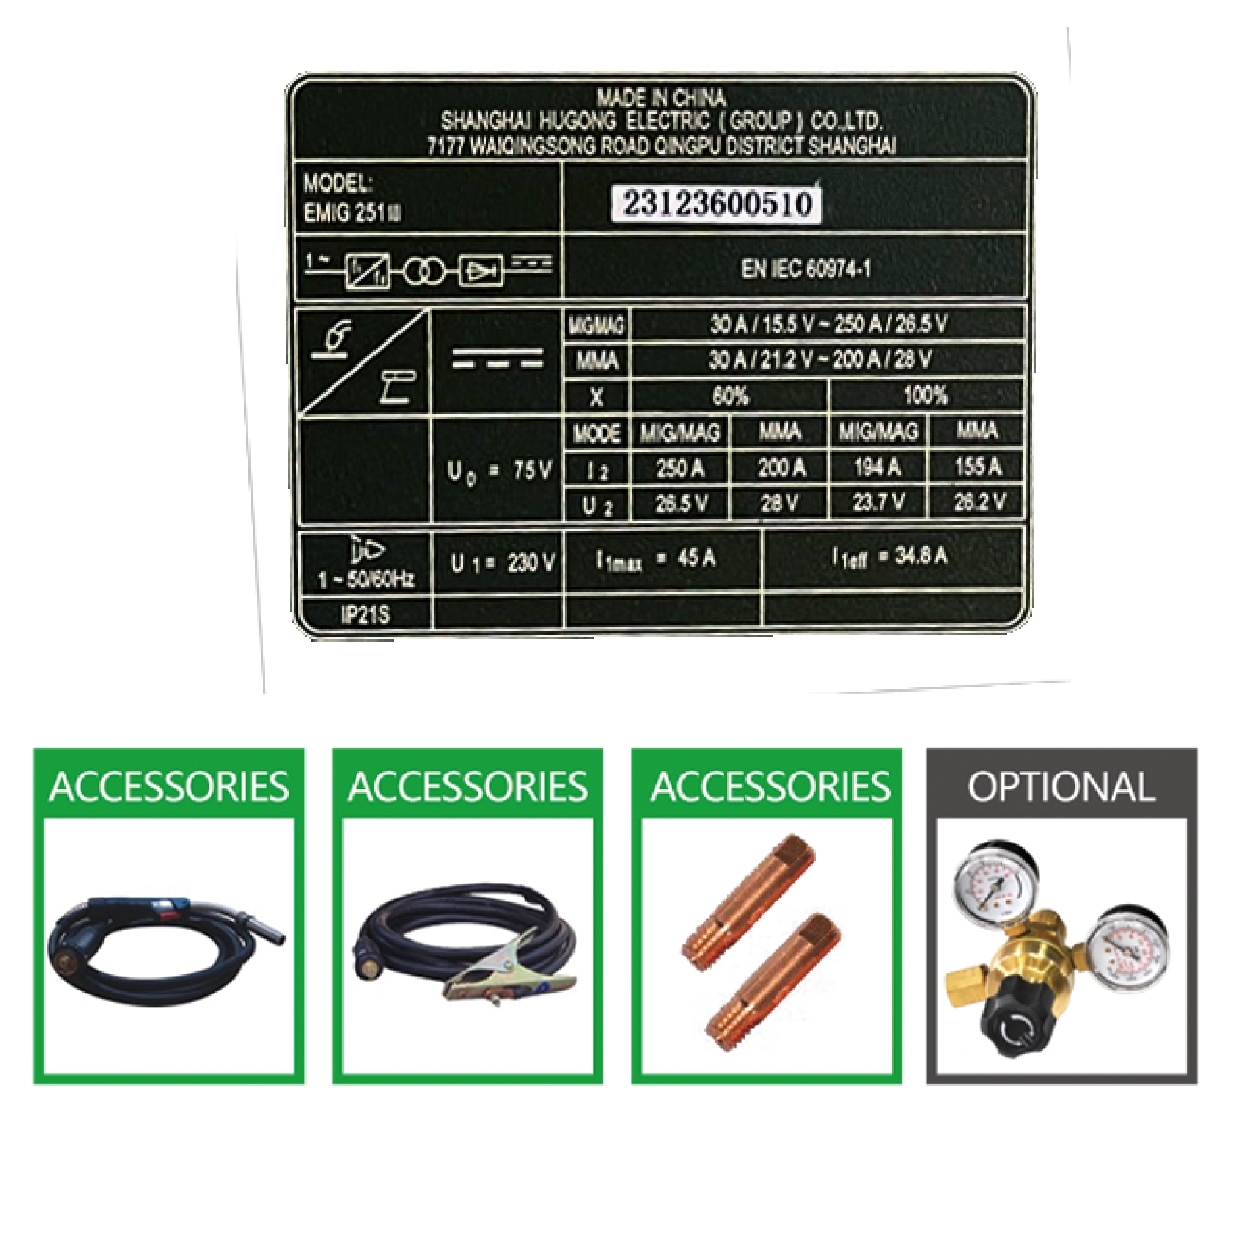 MADE IN CHINA
SHANGHAI HUGONG ELECTRIC ( GROUP ) CO.,LTD.
7177 WAIQINGSONG ROAD QINGPU DISTRICT SHANGHAI
MODEL:
EMIG 251III
23123600510
1~
EN IEC 60974-1
MIG/MAG 30 A / 15.5 V ~ 250 A / 26.5 V
MMA 30 A / 21.2 V ~ 200 A / 28 V
X 60% 100%
MODE MIG/MAG MMA MIG/MAG MMA
U0 = 75 V
I2 250 A 200 A 194 A 155 A
U2 26.5 V 28 V 23.7 V 26.2 V
1 ~ 50/60Hz
U1 = 230 V I1max = 45 A I1eff = 34.8 A
IP21S
ACCESSORIES ACCESSORIES ACCESSORIES OPTIONAL